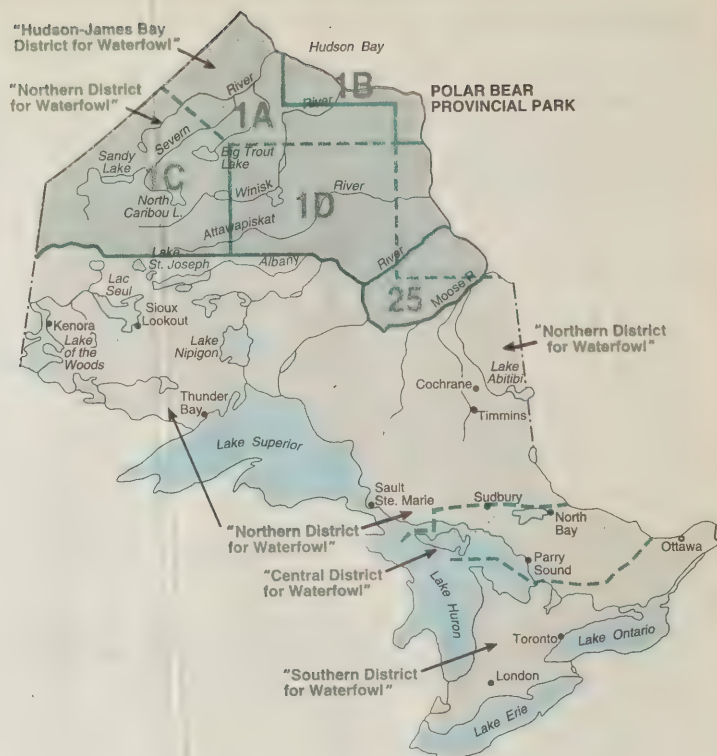 "Hudson-James Bay
District for Waterfowl"
Hudson Bay
"Northern District
for Waterfowl"
River
1B
POLAR BEAR
PROVINCIAL PARK
River
1A
Severn
Sandy
Lake
Big Trout
Lake
1C
North
Caribou L.
Winisk
River
1D
Attawapiskat
Lake
St. Joseph
Albany
River
Lac
Seul
25
Moose R.
Kenora
Sioux
Lookout
Lake
of the
Woods
Lake
Nipigon
"Northern District
for Waterfowl"
Lake
Abitibi
Cochrane
Timmins
Thunder
Bay
Lake Superior
Sault
Ste. Marie
Sudbury
North
Bay
"Northern District
for Waterfowl"
Ottawa
"Central District
for Waterfowl"
Parry
Sound
Lake Huron
Toronto
Lake Ontario
"Southern District
for Waterfowl"
London
Lake Erie